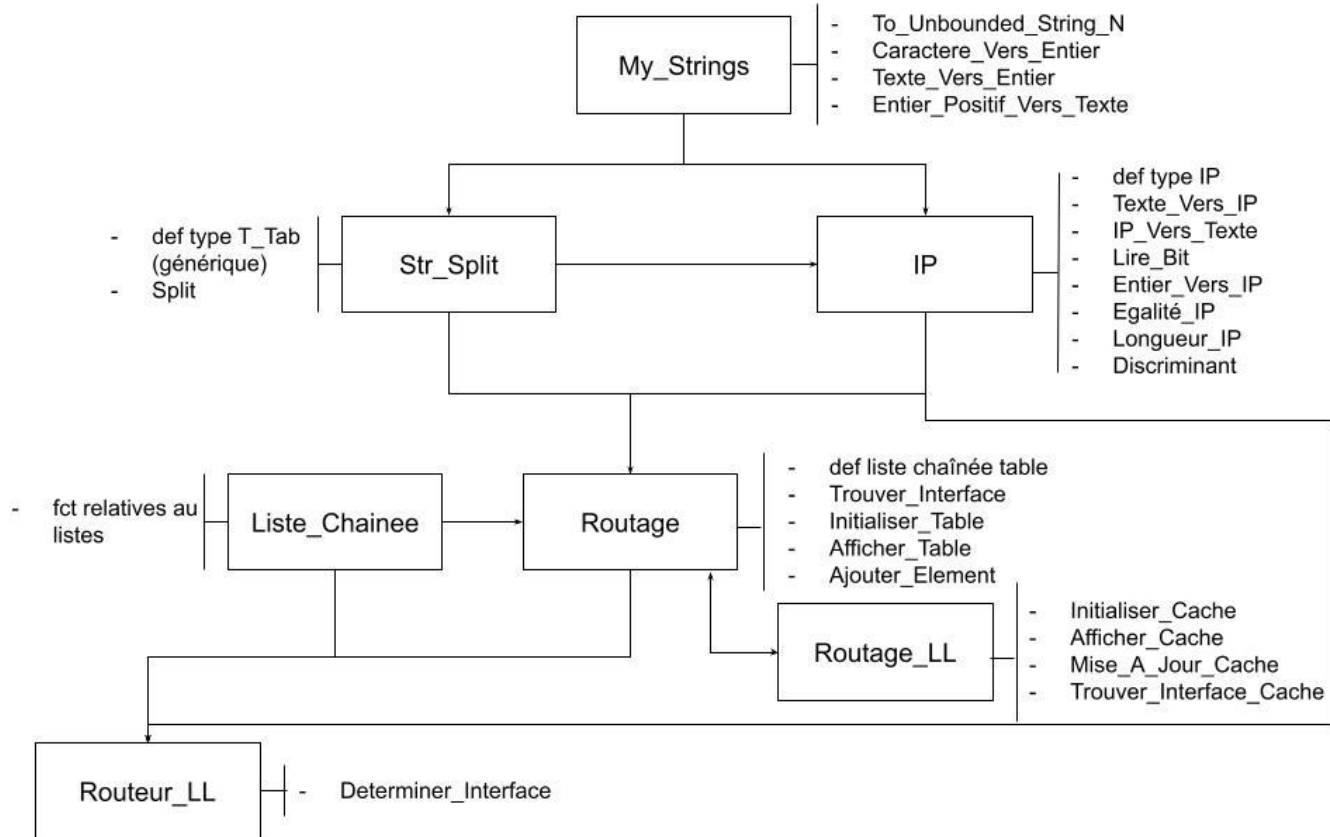 My_Strings
- To_Unbounded_String_N
- Caractere_Vers_Entier
- Texte_Vers_Entier
- Entier_Positif_Vers_Texte
- def type T_Tab
(générique)
- Split
Str_Split
IP
- def type IP
- Texte_Vers_IP
- IP_Vers_Texte
- Lire_Bit
- Entier_Vers_IP
- Egalité_IP
- Longueur_IP
- Discriminant
- fct relatives au
listes
Liste_Chainee
Routage
- def liste chaînée table
- Trouver_Interface
- Initialiser_Table
- Afficher_Table
- Ajouter_Element
Routage_LL
- Initialiser_Cache
- Afficher_Cache
- Mise_A_Jour_Cache
- Trouver_Interface_Cache
Routeur_LL
- Determiner_Interface